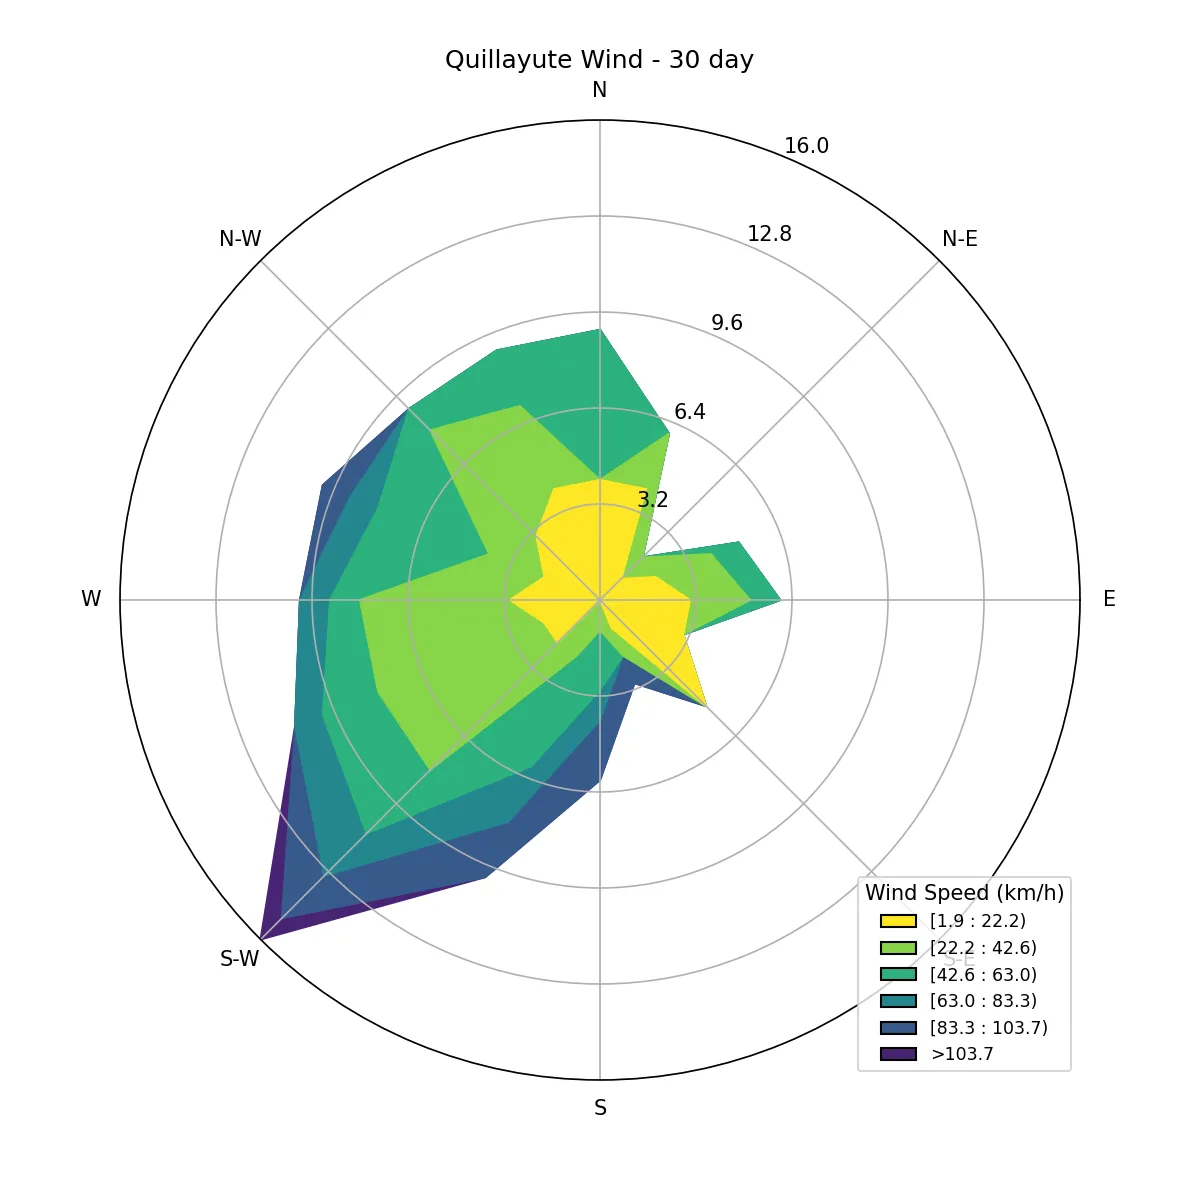 Quillayute Wind - 30 day
N
16.0
12.8
N-W
N-E
9.6
6.4
3.2
W
E
Wind Speed (km/h)
[1.9 : 22.2)
[22.2 : 42.6)
S-W
S-E
[42.6 : 63.0)
[63.0 : 83.3)
[83.3 : 103.7)
>103.7
S